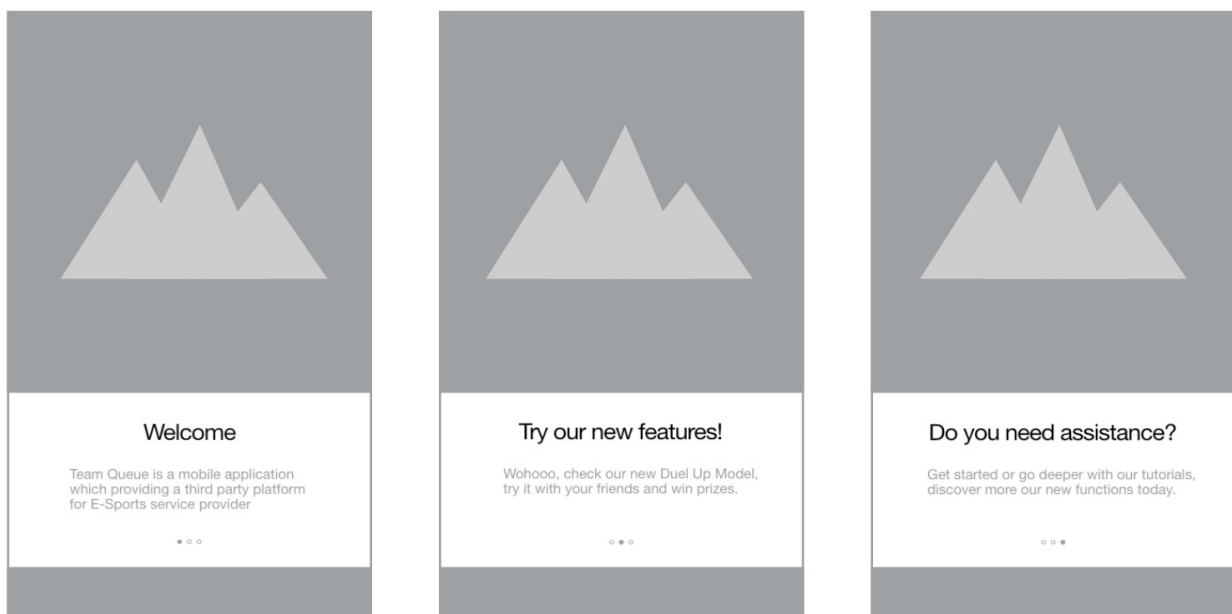 Welcome
Team Queue is a mobile application
which providing a third party platform
for E-Sports service provider
Try our new features!
Wohooo, check our new Duel Up Model,
try it with your friends and win prizes.
Do you need assistance?
Get started or go deeper with our tutorials,
discover more our new functions today.